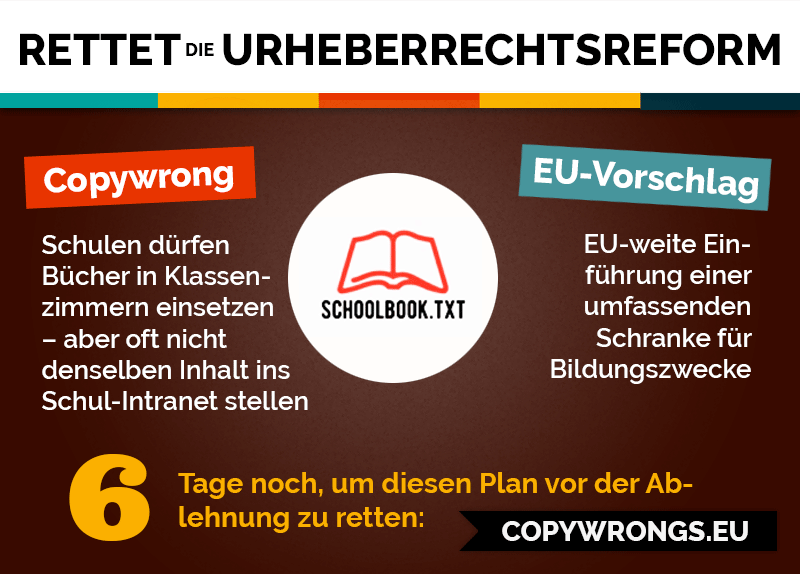 RETTET DIE URHEBERRECHTSREFORM
Copywrong
Schulen dürfen
Bücher in Klassen-
zimmern einsetzen
– aber oft nicht
denselben Inhalt ins
Schul-Intranet stellen
SCHOOLBOOK.TXT
EU-Vorschlag
EU-weite Ein-
führung einer
umfassenden
Schranke für
Bildungszwecke
6
Tage noch, um diesen Plan vor der Ab-
lehnung zu retten:
COPYWRONGS.EU